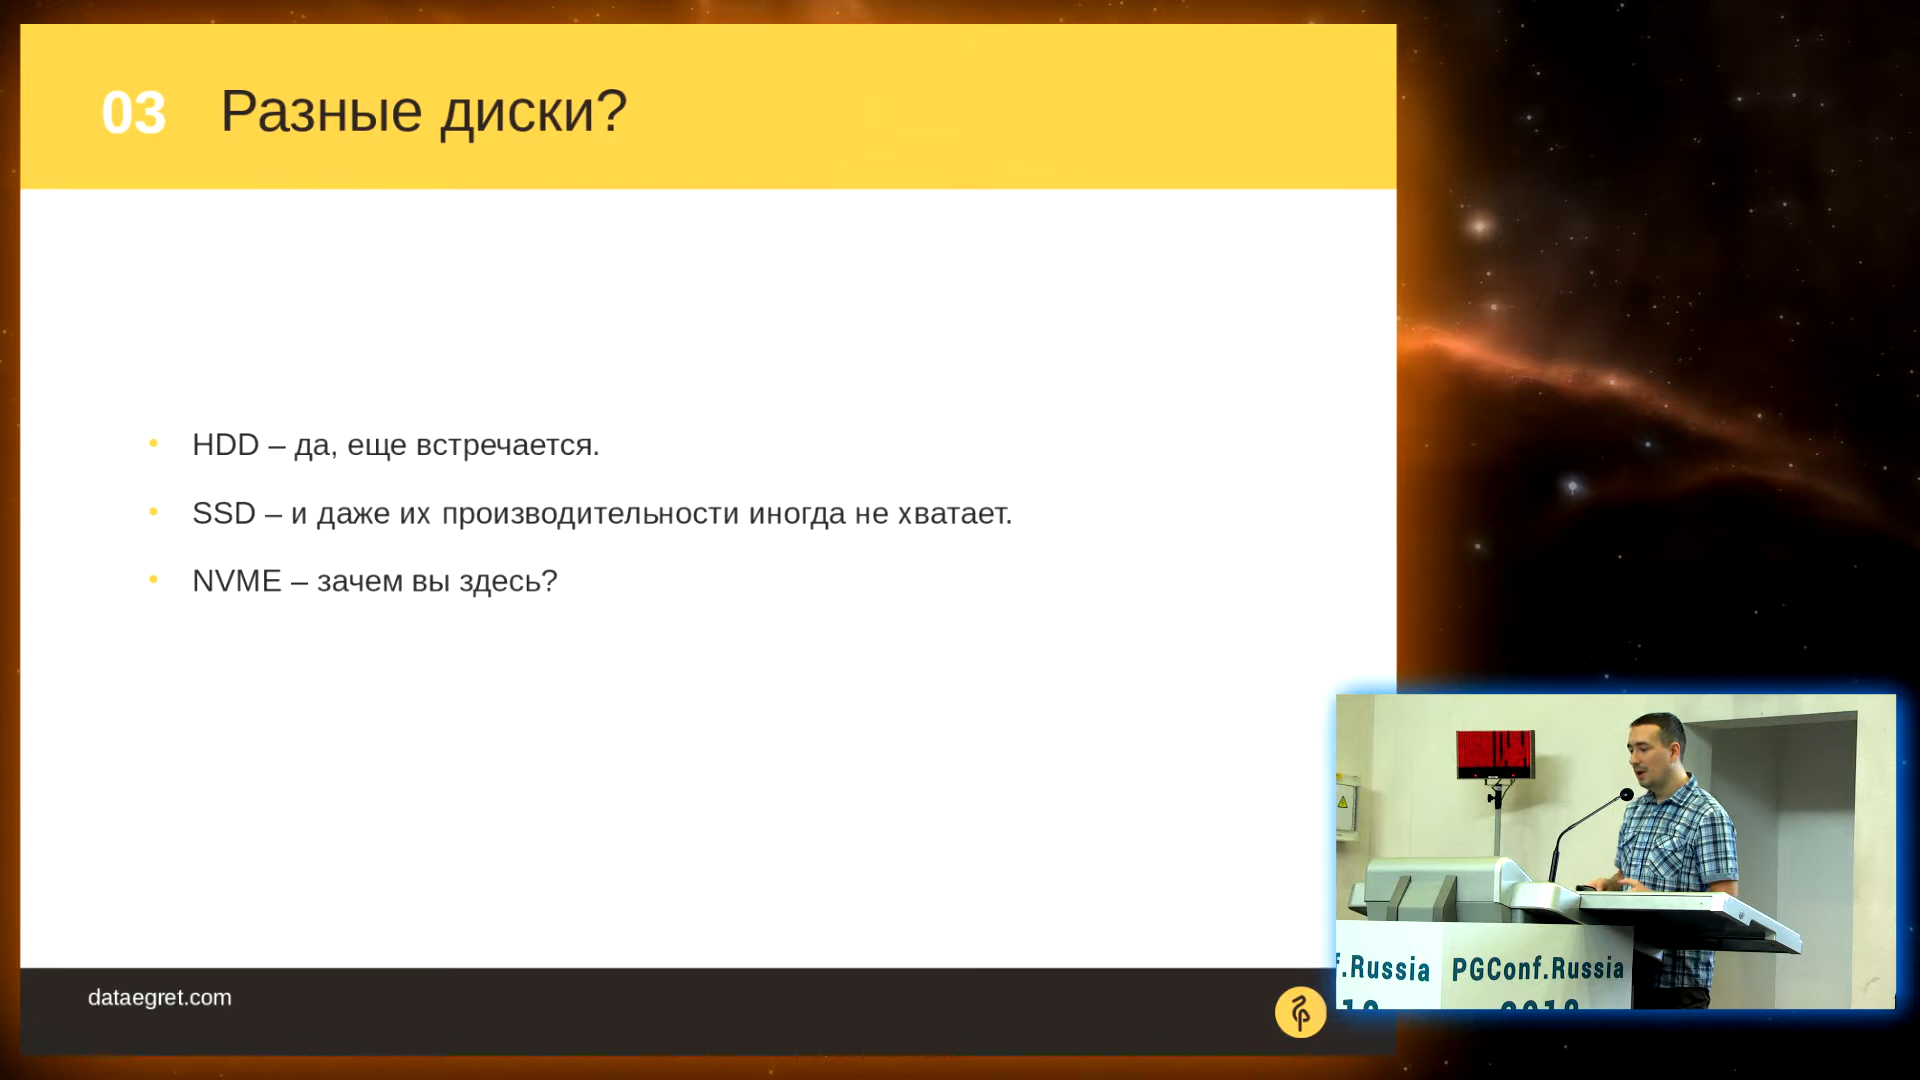 03 Разные диски?
• HDD – да, еще встречается.
• SSD – и даже их производительности иногда не хватает.
• NVME – зачем вы здесь?
dataegret.com
f.Russia PGConf.Russia